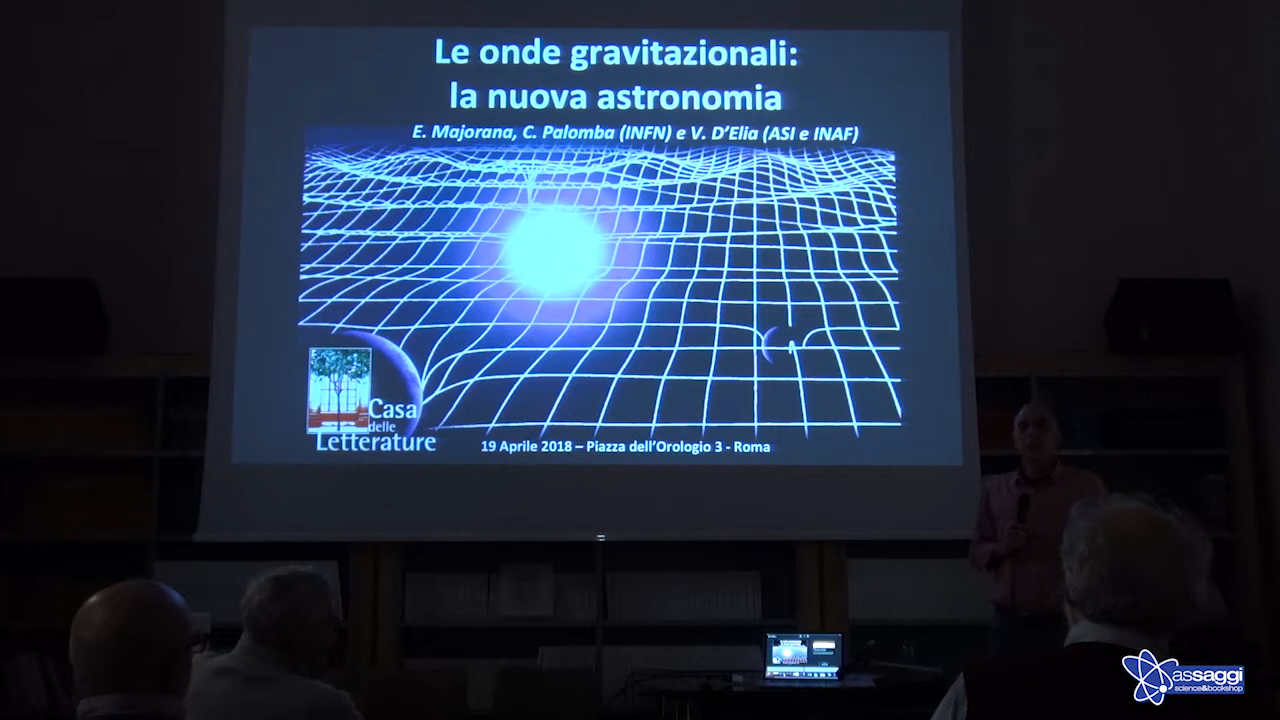 Le onde gravitazionali:
la nuova astronomia
E. Majorana, C. Palomba (INFN) e V. D'Elia (ASI e INAF)
Casa
delle
Letterature
19 Aprile 2018 – Piazza dell'Orologio 3 - Roma
assaggi
science&bookshop